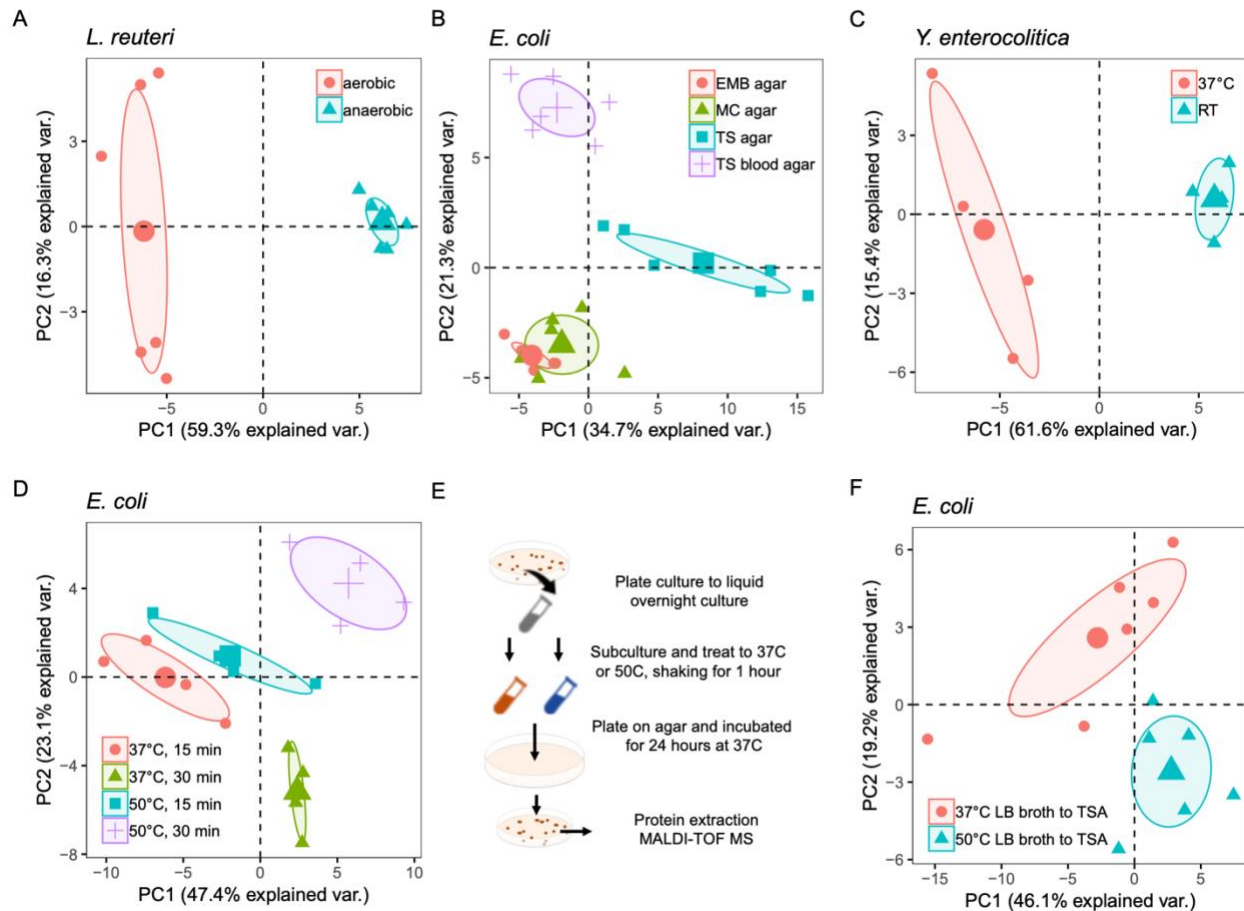 A
L. reuteri
3
0
−3
−5
0
5
PC2 (16.3% explained var.)
PC1 (59.3% explained var.)
aerobic
anaerobic
B
E. coli
5
0
−5
−5
0
5
10
15
PC2 (21.3% explained var.)
PC1 (34.7% explained var.)
EMB agar
MC agar
TS agar
TS blood agar
C
Y. enterocolitica
3
0
−3
−6
−5
0
5
PC2 (15.4% explained var.)
PC1 (61.6% explained var.)
37°C
RT
D
E. coli
4
0
−4
−8
−10
−5
0
5
10
PC2 (23.1% explained var.)
PC1 (47.4% explained var.)
37°C, 15 min
37°C, 30 min
50°C, 15 min
50°C, 30 min
E
Plate culture to liquid
overnight culture
Subculture and treat to 37C
or 50C, shaking for 1 hour
Plate on agar and incubated
for 24 hours at 37C
Protein extraction
MALDI-TOF MS
F
E. coli
6
3
0
−3
−6
−15
−10
−5
0
5
PC2 (19.2% explained var.)
PC1 (46.1% explained var.)
37°C LB broth to TSA
50°C LB broth to TSA